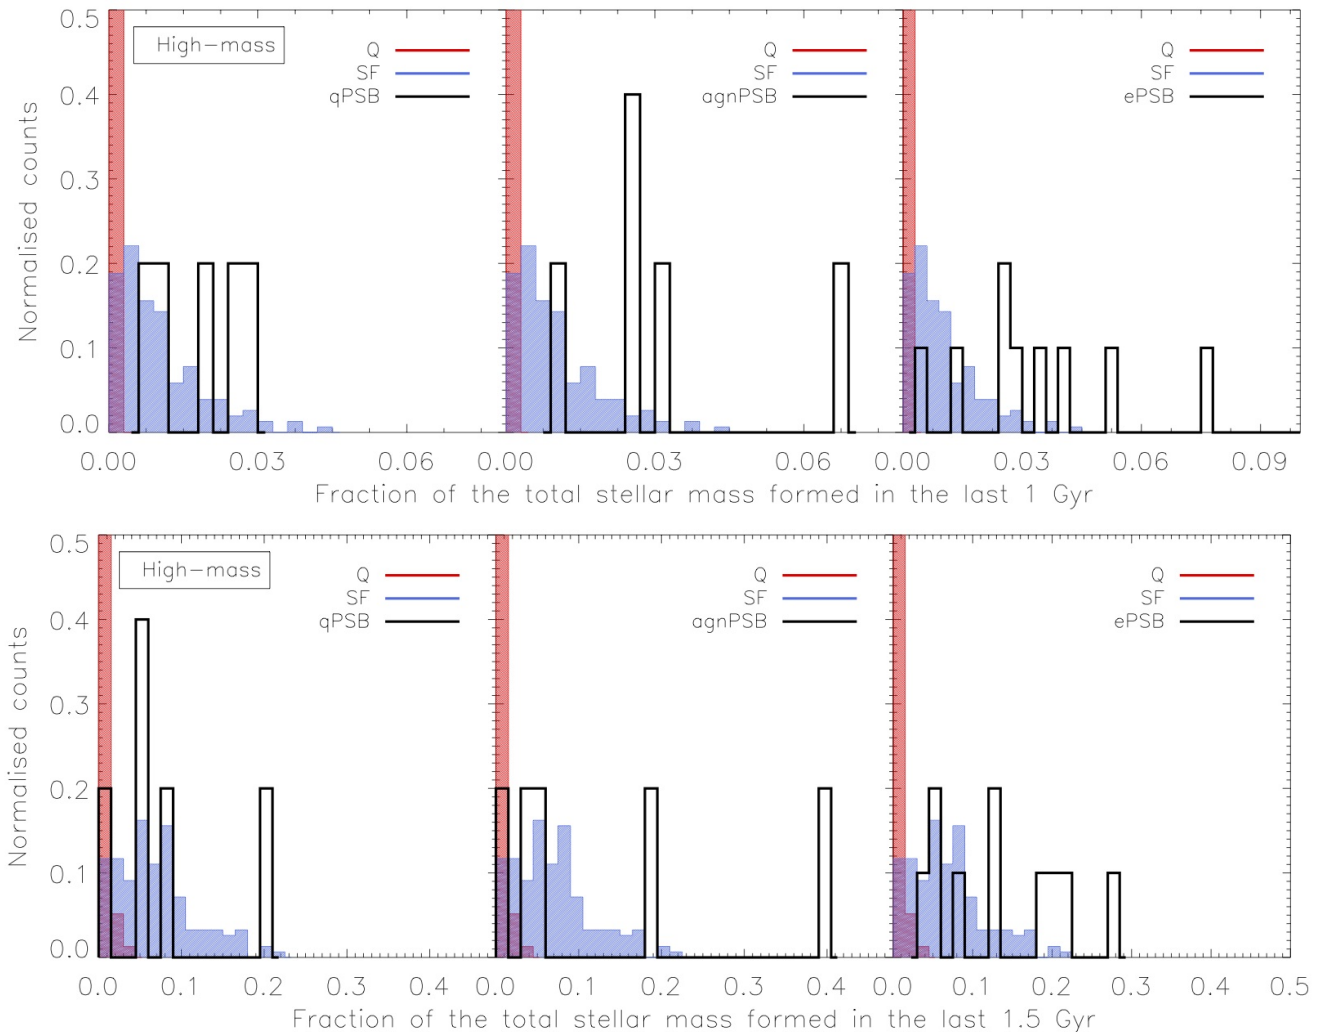 High-mass
Q
SF
qPSB
Q
SF
agnPSB
Q
SF
ePSB
0.5
0.4
0.3
0.2
0.1
0.0
Normalised counts
0.00 0.03 0.06 0.00 0.03 0.06 0.00 0.03 0.06 0.09
Fraction of the total stellar mass formed in the last 1 Gyr
High-mass
Q
SF
qPSB
Q
SF
agnPSB
Q
SF
ePSB
0.5
0.4
0.3
0.2
0.1
0.0
Normalised counts
0.0 0.1 0.2 0.3 0.4 0.0 0.1 0.2 0.3 0.4 0.0 0.1 0.2 0.3 0.4 0.5
Fraction of the total stellar mass formed in the last 1.5 Gyr